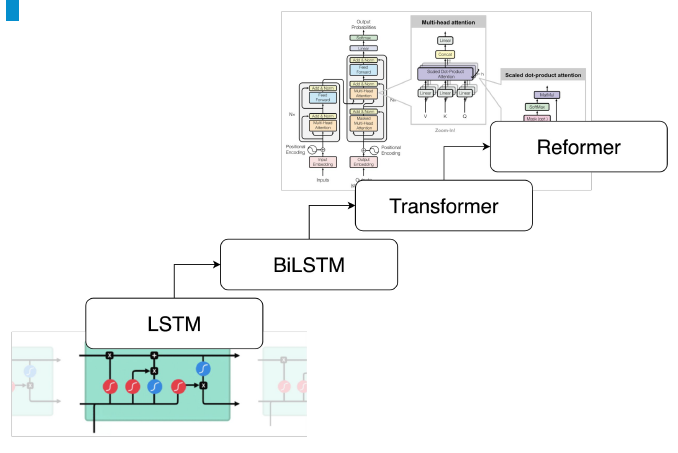 Output
Probabilities
Softmax
Linear
Add & Norm
Feed
Forward
Add & Norm
Multi-Head
Attention
Add & Norm
Masked
Multi-Head
Attention
Add & Norm
Feed
Forward
Add & Norm
Multi-Head
Attention
Nx
Nx
Positional
Encoding
Positional
Encoding
Input
Embedding
Output
Embedding
Inputs
Multi-head attention
Linear
Concat
Scaled Dot-Product
Attention
h
Linear
Linear
Linear
V
K
Q
Zoom-In!
Scaled dot-product attention
MatMul
SoftMax
Reformer
Transformer
BiLSTM
LSTM
x
+
x
x
x
x